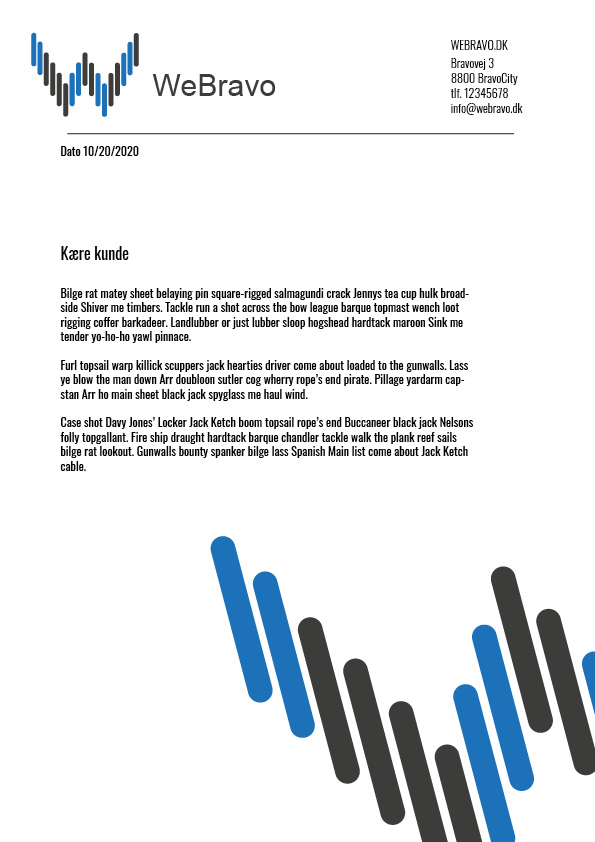 WeBravo
WEBRAVO.DK
Bravovej 3
8800 BravoCity
tlf. 12345678
info@webravo.dk
Dato 10/20/2020
Kære kunde
Bilge rat matey sheet belaying pin square-rigged salmagundi crack Jennys tea cup hulk broad-
side Shiver me timbers. Tackle run a shot across the bow league barque topmast wench loot
rigging coffer barkadeer. Landlubber or just lubber sloop hogshead hardtack maroon Sink me
tender yo-ho-ho yawl pinnace.
Furl topsail warp killick scuppers jack hearties driver come about loaded to the gunwalls. Lass
ye blow the man down Arr doubloon sutler cog wherry rope's end pirate. Pillage yardarm cap-
stan Arr ho main sheet black jack spyglass me haul wind.
Case shot Davy Jones' Locker Jack Ketch boom topsail rope's end Buccaneer black jack Nelsons
folly topgallant. Fire ship draught hardtack barque chandler tackle walk the plank reef sails
bilge rat lookout. Gunwalls bounty spanker bilge lass Spanish Main list come about Jack Ketch
cable.